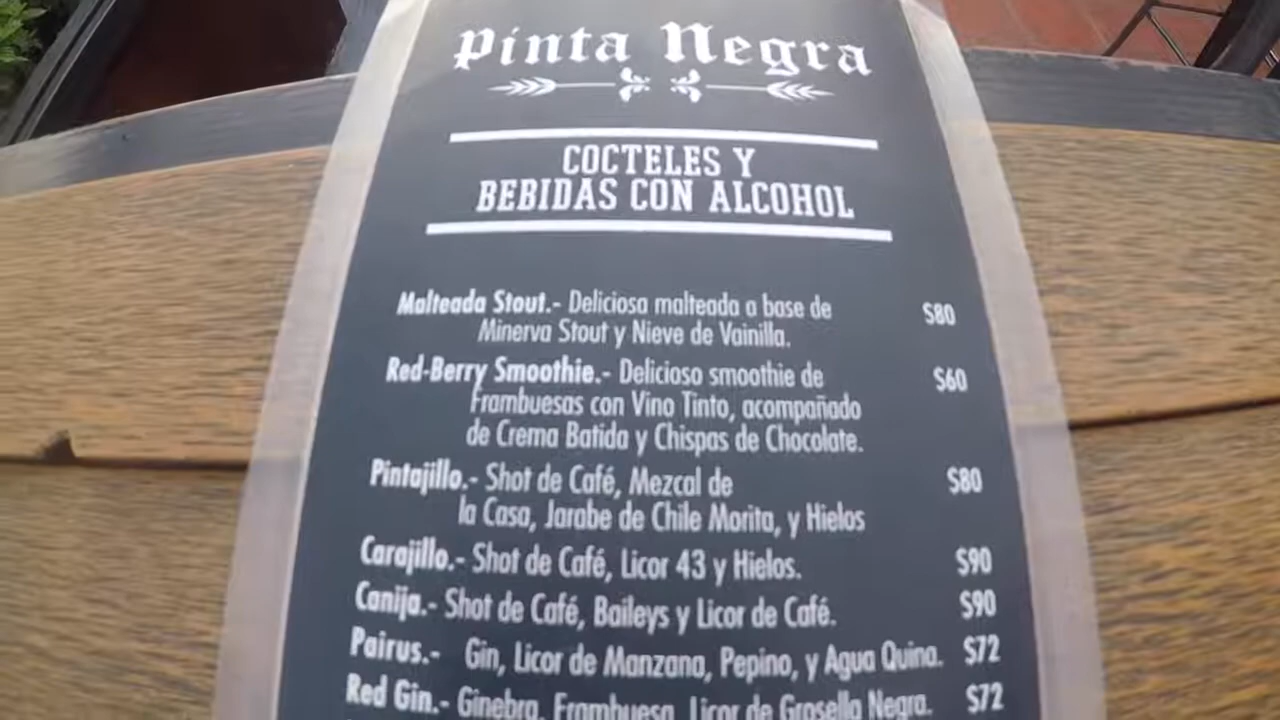 Pinta Negra
COCTELES Y
BEBIDAS CON ALCOHOL
Malteada Stout.- Deliciosa malteada a base de $80
Minerva Stout y Nieve de Vainilla.
Red-Berry Smoothie.- Delicioso smoothie de $60
Frambuesas con Vino Tinto, acompañado
de Crema Batida y Chispas de Chocolate.
Pintajillo.- Shot de Café, Mezcal de $80
la Casa, Jarabe de Chile Morita, y Hielos
Carajillo.- Shot de Café, Licor 43 y Hielos. $90
Canija.- Shot de Café, Baileys y Licor de Café. $90
Pairus.- Gin, Licor de Manzana, Pepino, y Agua Quina. $72
Red Gin.- Ginebra, Frambuesa, Licor de Grosella Negra. $72